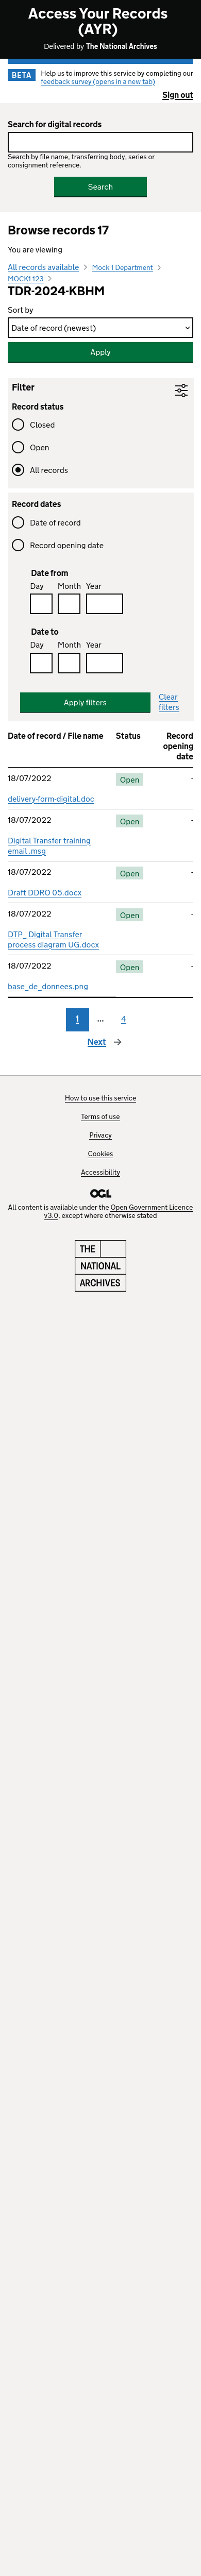 Access Your Records
(AYR)
Delivered by The National Archives
BETA
Help us to improve this service by completing our
feedback survey (opens in a new tab)
Sign out
Search for digital records
Search by file name, transferring body, series or
consignment reference.
Search
Browse records 17
You are viewing
All records available
Mock 1 Department
MOCK1 123
TDR-2024-KBHM
Sort by
Date of record (newest)
Apply
Filter
Record status
Closed
Open
All records
Record dates
Date of record
Record opening date
Date from
Day Month Year
Date to
Day Month Year
Apply filters
Clear
filters
Date of record / File name Status Record
opening
date
18/07/2022 Open -
delivery-form-digital.doc
18/07/2022 Open -
Digital Transfer training
email .msg
18/07/2022 Open -
Draft DDRO 05.docx
18/07/2022 Open -
DTP_ Digital Transfer
process diagram UG.docx
18/07/2022 Open -
base_de_donnees.png
1 ... 4
Next
How to use this service
Terms of use
Privacy
Cookies
Accessibility
OGL
All content is available under the Open Government Licence
v3.0, except where otherwise stated
THE
NATIONAL
ARCHIVES